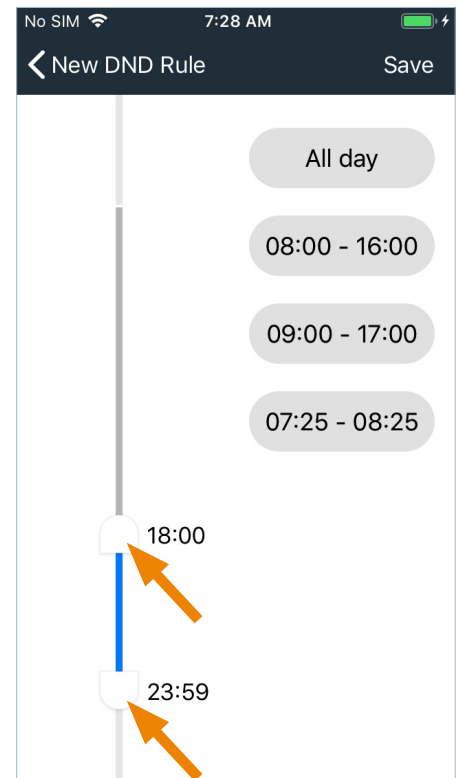 No SIM 7:28 AM
New DND Rule Save
All day
08:00 - 16:00
09:00 - 17:00
07:25 - 08:25
18:00
23:59